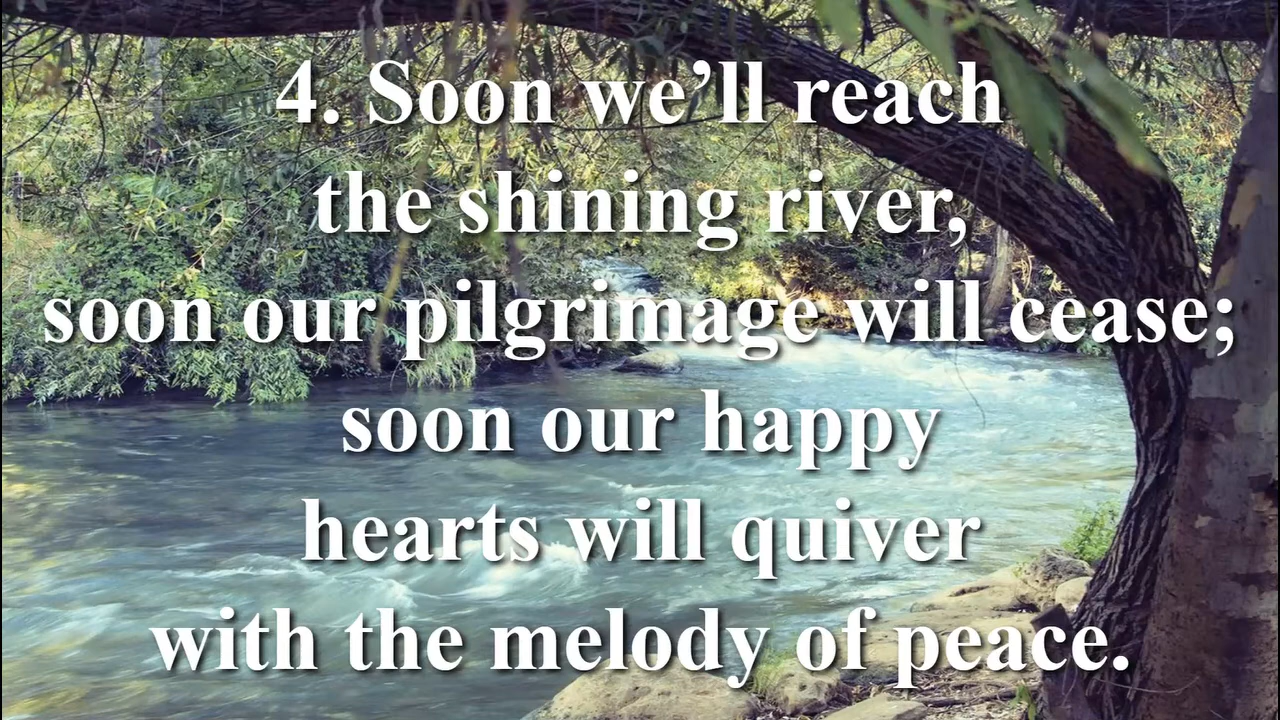 4. Soon we’ll reach
the shining river,
soon our pilgrimage will cease;
soon our happy
hearts will quiver
with the melody of peace.